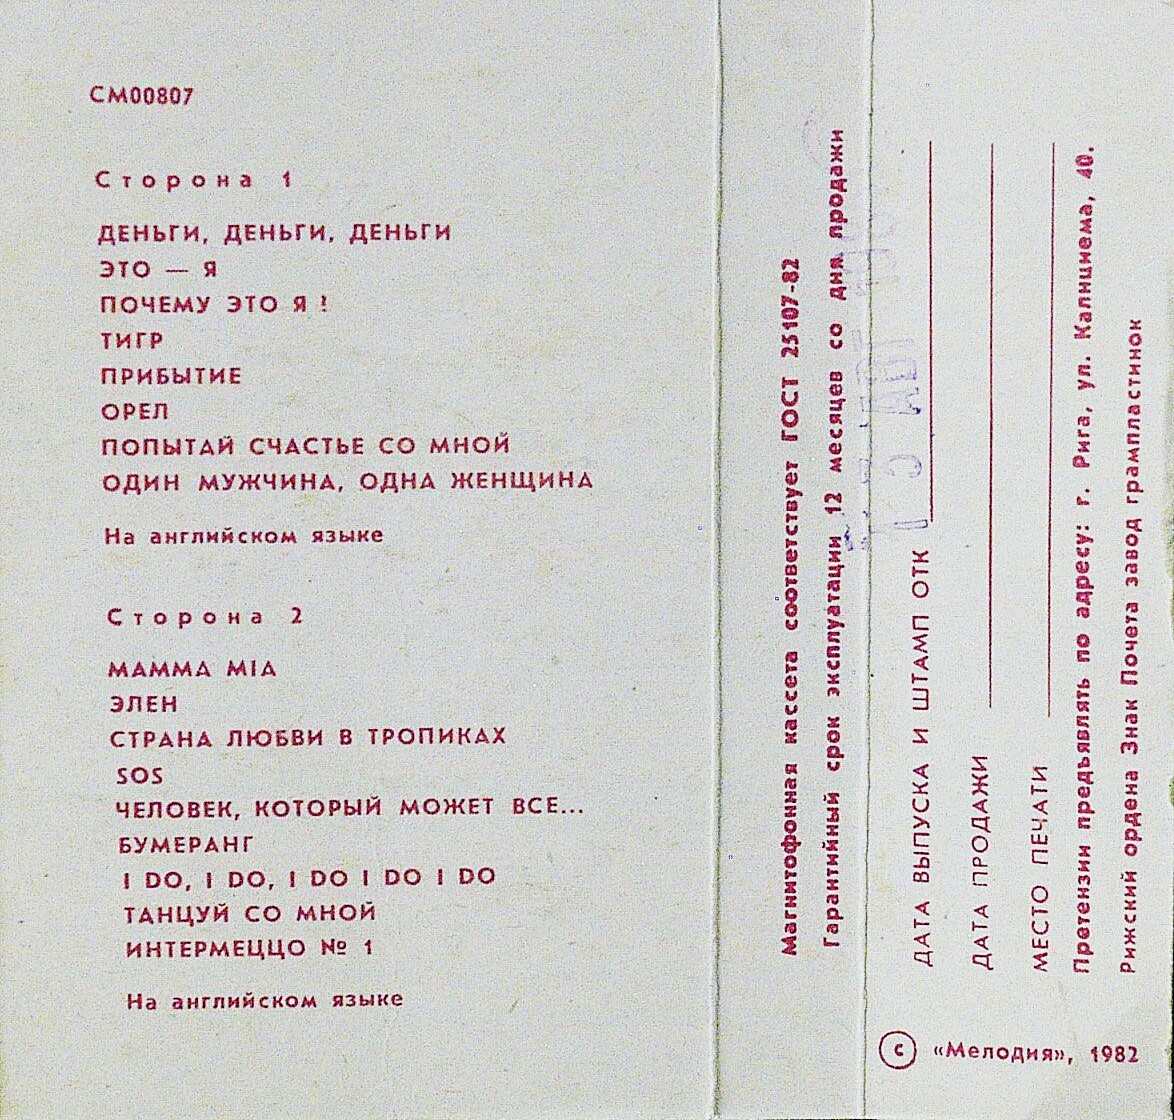 СМ00807
Сторона 1
ДЕНЬГИ, ДЕНЬГИ, ДЕНЬГИ
ЭТО — Я
ПОЧЕМУ ЭТО Я !
ТИГР
ПРИБЫТИЕ
ОРЕЛ
ПОПЫТАЙ СЧАСТЬЕ СО МНОЙ
ОДИН МУЖЧИНА, ОДНА ЖЕНЩИНА
На английском языке
Сторона 2
MAMMA MIA
ЭЛЕН
СТРАНА ЛЮБВИ В ТРОПИКАХ
SOS
ЧЕЛОВЕК, КОТОРЫЙ МОЖЕТ ВСЕ...
БУМЕРАНГ
I DO, I DO, I DO I DO I DO
ТАНЦУЙ СО МНОЙ
ИНТЕРМЕЦЦО № 1
На английском языке
Магнитофонная кассета соответствует ГОСТ 25107-82
Гарантийный срок эксплуатации 12 месяцев со дня продажи
ДАТА ВЫПУСКА И ШТАМП ОТК
ДАТА ПРОДАЖИ
МЕСТО ПЕЧАТИ
Претензии предъявлять по адресу: г. Рига, ул. Калнциема, 40.
Рижский ордена Знак Почета завод грампластинок
© «Мелодия», 1982